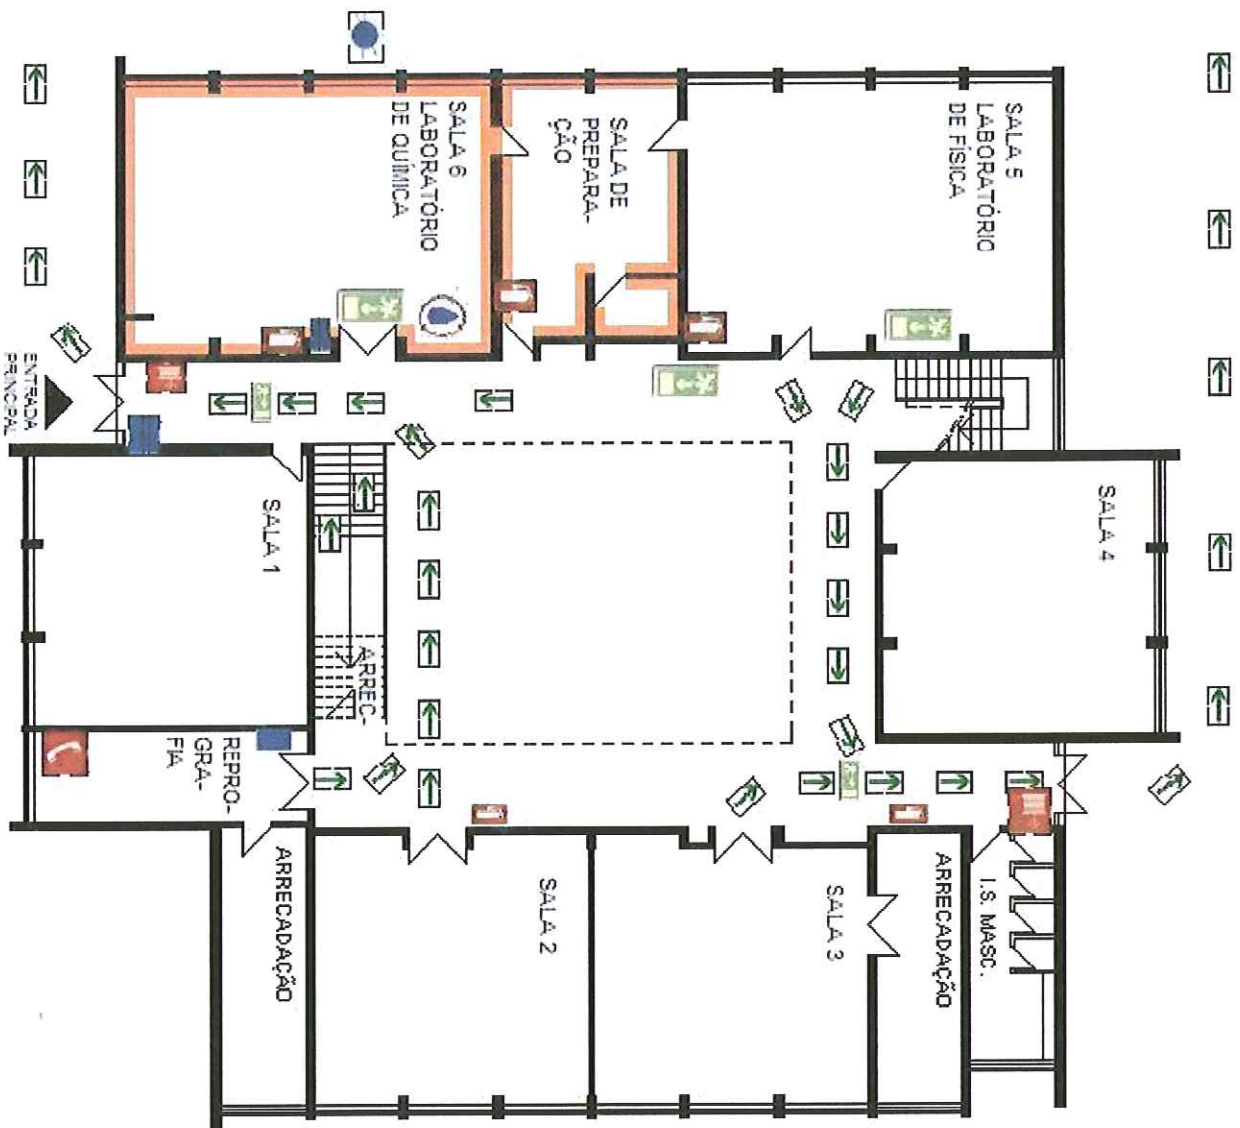 SALA 6
LABORATÓRIO
DE QUÍMICA
SALA DE
PREPARA-
ÇÃO
SALA 5
LABORATÓRIO
DE FÍSICA
ENTRADA
PRINCIPAL
SALA 1
ARREC-
SALA 4
REPRO-
GRA-
FIA
ARRECADAÇÃO
SALA 2
SALA 3
ARRECADAÇÃO
I.S. MASC.